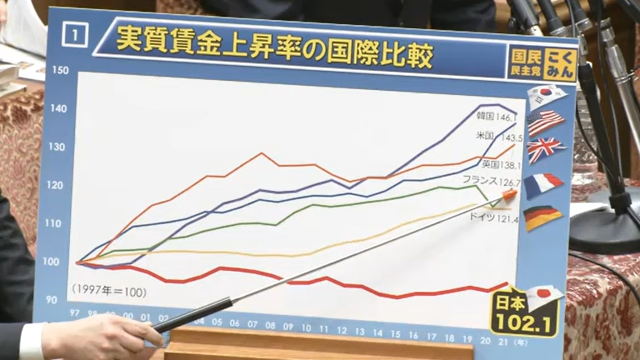 1
実質賃金上昇率の国際比較
国民
民主党
こく
みん
150
140
130
120
110
100
90
韓国146.1
米国 143.5
英国138.1
フランス126.7
ドイツ121.4
(1997年=100)
日本
102.1
97 98 99 00 01 02 03 04 05 06 07 08 09 10 11 12 13 14 15 16 17 18 19 20 21 (年)